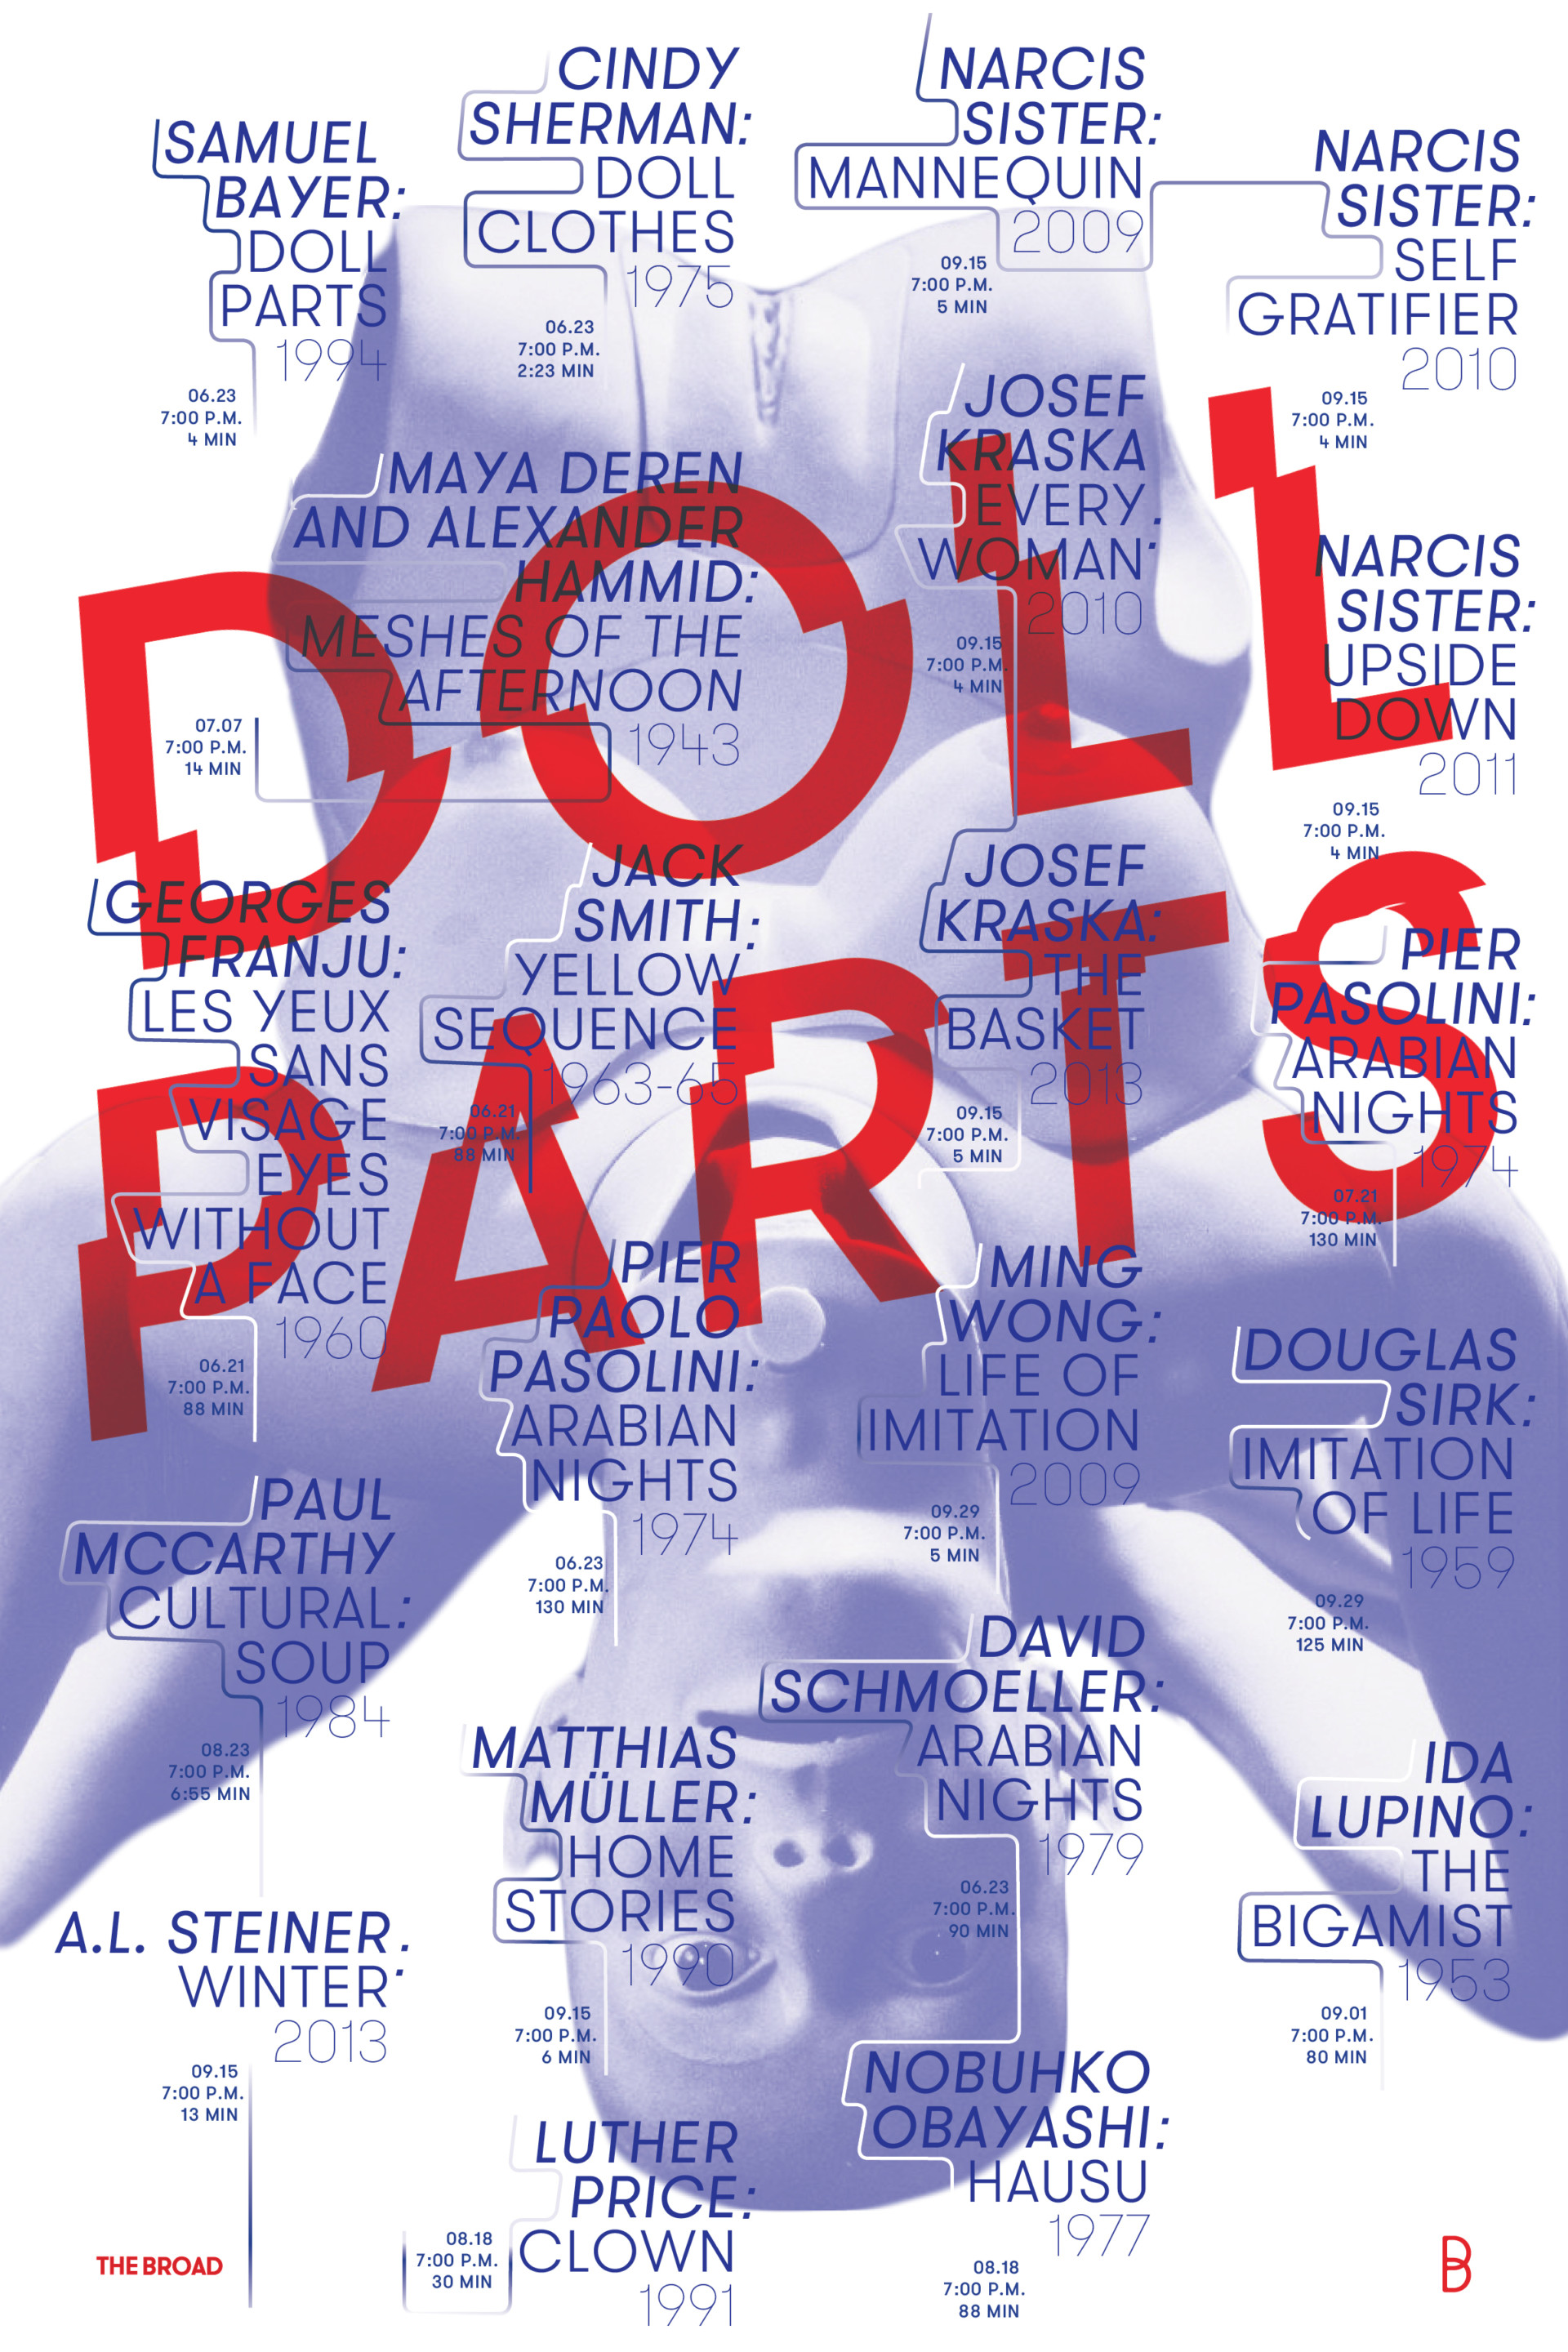 SAMUEL
BAYER:
DOLL
PARTS
1994
06.23
7:00 P.M.
4 MIN
CINDY
SHERMAN:
DOLL
CLOTHES
1975
06.23
7:00 P.M.
2:23 MIN
NARCIS
SISTER:
MANNEQUIN
2009
09.15
7:00 P.M.
5 MIN
NARCIS
SISTER:
SELF
GRATIFIER
2010
09.15
7:00 P.M.
4 MIN
DOLL
PARTS
MAYA DEREN
AND ALEXANDER
HAMMID:
MESHES OF THE
AFTERNOON
1943
07.07
7:00 P.M.
14 MIN
JOSEF
KRASKA
EVERY.
WOMAN:
2010
09.15
7:00 P.M.
4 MIN
NARCIS
SISTER:
UPSIDE
DOWN
2011
09.15
7:00 P.M.
4 MIN
GEORGES
FRANJU:
LES YEUX
SANS
VISAGE
EYES
WITHOUT
A FACE
1960
06.21
7:00 P.M.
88 MIN
JACK
SMITH:
YELLOW
SEQUENCE
1963-65
06.21
7:00 P.M.
88 MIN
JOSEF
KRASKA:
THE
BASKET
2013
09.15
7:00 P.M.
5 MIN
PIER
PASOLINI:
ARABIAN
NIGHTS
1974
07.21
7:00 P.M.
130 MIN
PIER
PAOLO
PASOLINI:
ARABIAN
NIGHTS
1974
06.23
7:00 P.M.
130 MIN
MING
WONG:
LIFE OF
IMITATION
2009
09.29
7:00 P.M.
5 MIN
DOUGLAS
SIRK:
IMITATION
OF LIFE
1959
09.29
7:00 P.M.
125 MIN
PAUL
MCCARTHY
CULTURAL:
SOUP
1984
08.23
7:00 P.M.
6:55 MIN
MATTHIAS
MÜLLER:
HOME
STORIES
1990
09.15
7:00 P.M.
6 MIN
DAVID
SCHMOELLER:
ARABIAN
NIGHTS
1979
06.23
7:00 P.M.
90 MIN
IDA
LUPINO:
THE
BIGAMIST
1953
09.01
7:00 P.M.
80 MIN
A.L. STEINER.
WINTER·
2013
09.15
7:00 P.M.
13 MIN
LUTHER
PRICE:
CLOWN
1991
08.18
7:00 P.M.
30 MIN
NOBUHKO
OBAYASHI:
HAUSU
1977
08.18
7:00 P.M.
88 MIN
THE BROAD
B